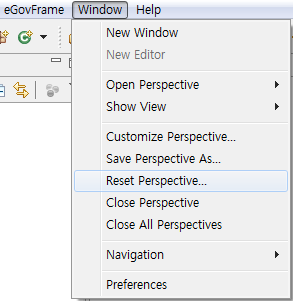 eGovFrame Window Help
New Window
New Editor
Open Perspective
Show View
Customize Perspective...
Save Perspective As...
Reset Perspective...
Close Perspective
Close All Perspectives
Navigation
Preferences